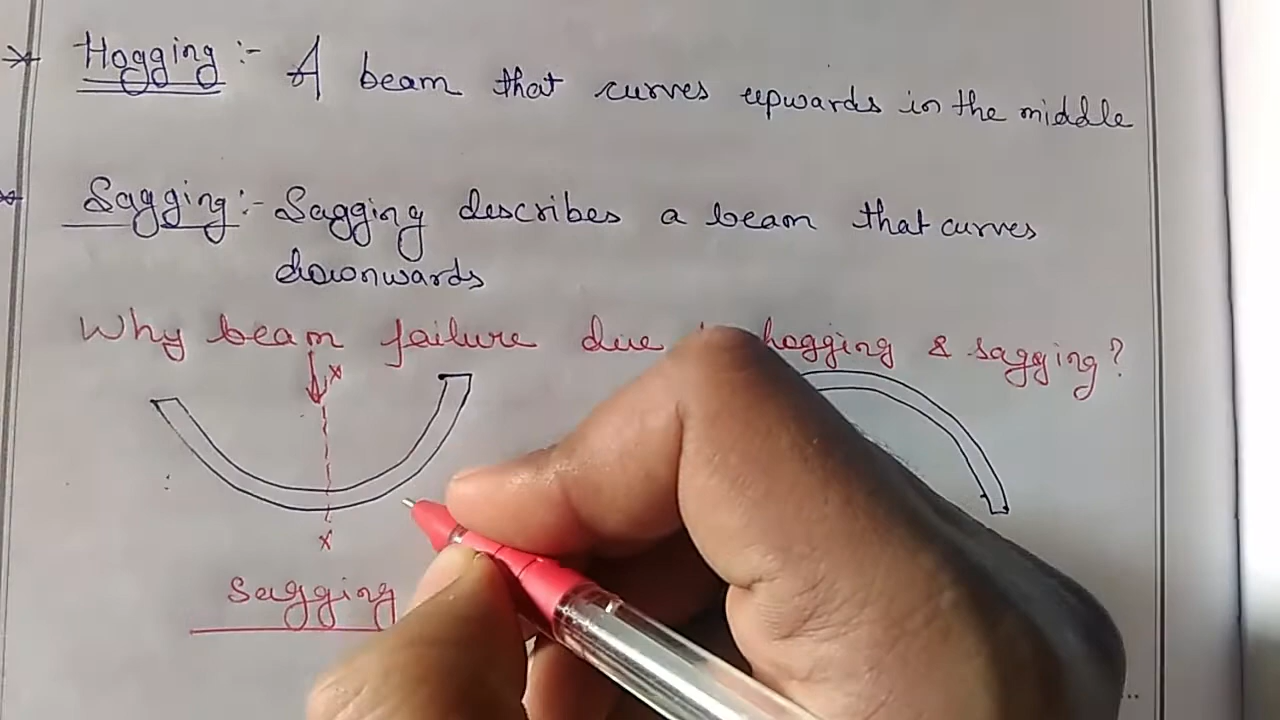 Hogging :- A beam that curves upwards in the middle
Sagging :- Sagging describes a beam that curves
downwards
Why beam failure due hogging & sagging?
x
x
Sagging